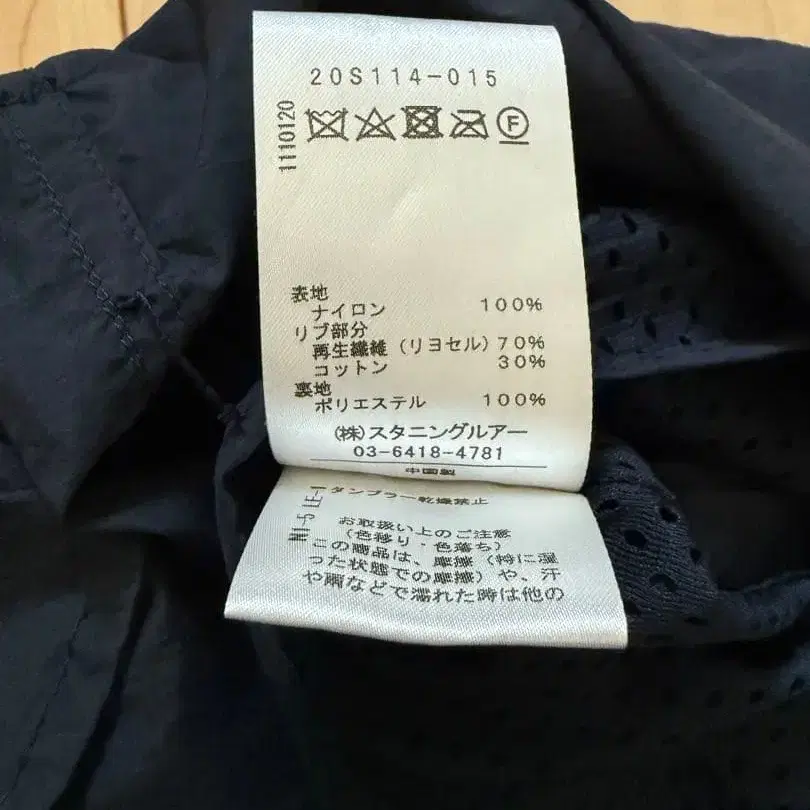 20S114-015
1110120
F
表地
ナイロン 100%
リブ部分
再生繊維 (リヨセル) 70%
コットン 30%
裏地
ポリエステル 100%
(株)スタニングルアー
03-6418-4781
中国製
タンブラー乾燥禁止
お取扱い上のご注意
(色移り・色落ち)
この商品は、摩擦 (特に湿
った状態での摩擦) や、汗
や雨などで濡れた時は他の